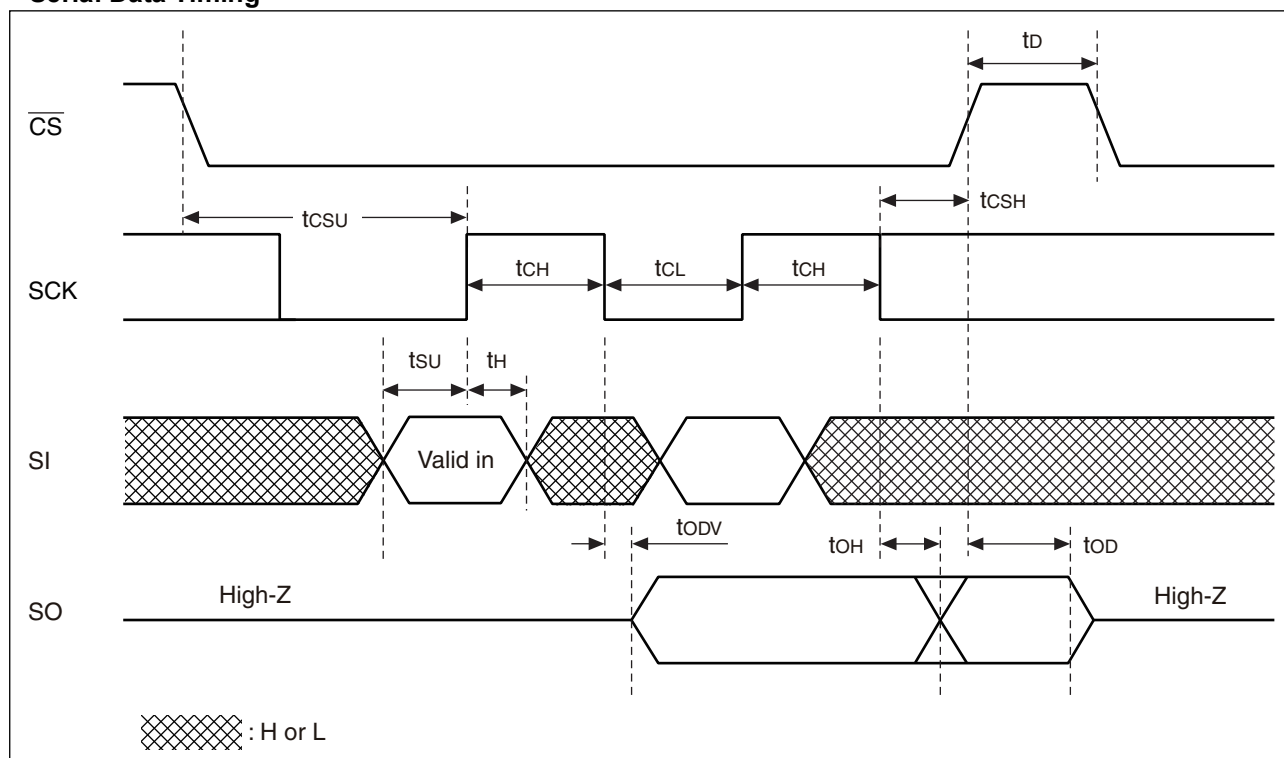 Serial Data Timing
tD
CS
tCSH
tCSU
tCH
tCL
tCH
SCK
tSU
tH
SI
Valid in
tODV
tOH
tOD
High-Z
High-Z
SO
: H or L